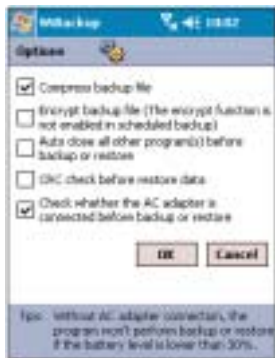 WBackup
Options
Compress backup file
Encrypt backup file (The encrypt function is
not enabled in scheduled backup)
Auto close all other program(s) before
backup or restore
CRC check before restore data
Check whether the AC adapter is
connected before backup or restore
OK Cancel
Tips: Without AC adapter connection, the
program won't perform backup or restore
if the battery level is lower than 30%.